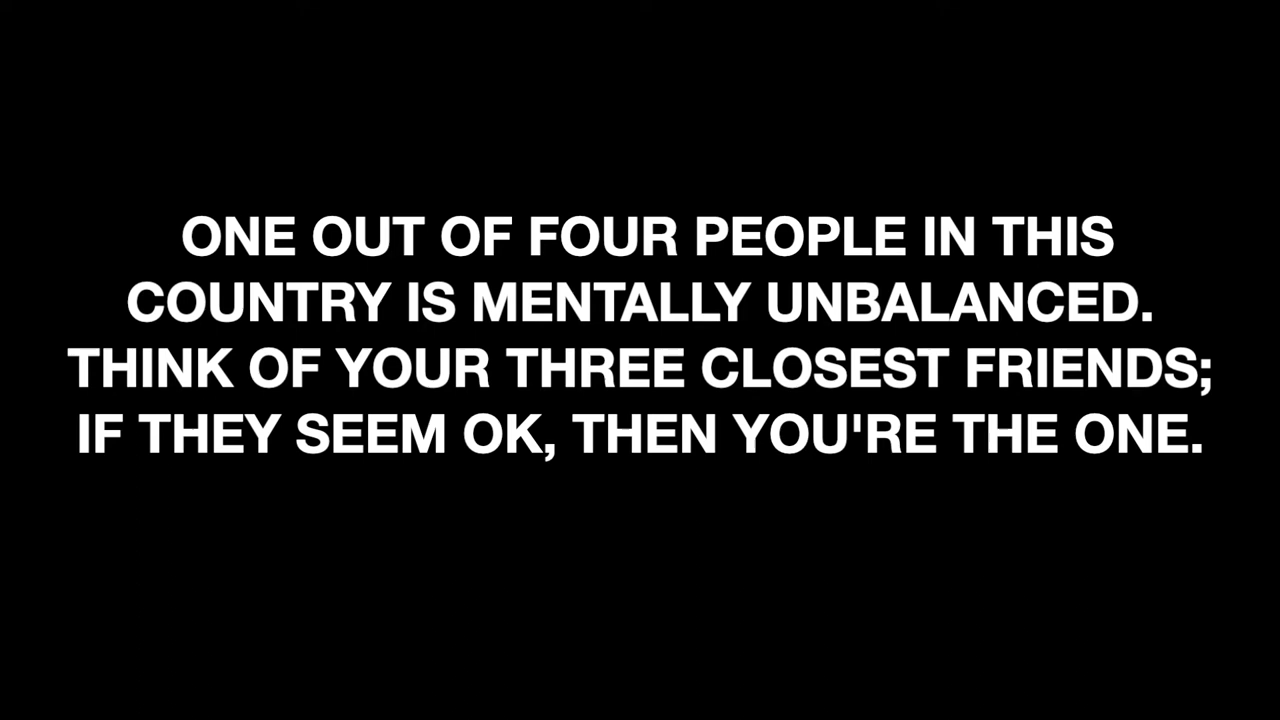 ONE OUT OF FOUR PEOPLE IN THIS
COUNTRY IS MENTALLY UNBALANCED.
THINK OF YOUR THREE CLOSEST FRIENDS;
IF THEY SEEM OK, THEN YOU'RE THE ONE.